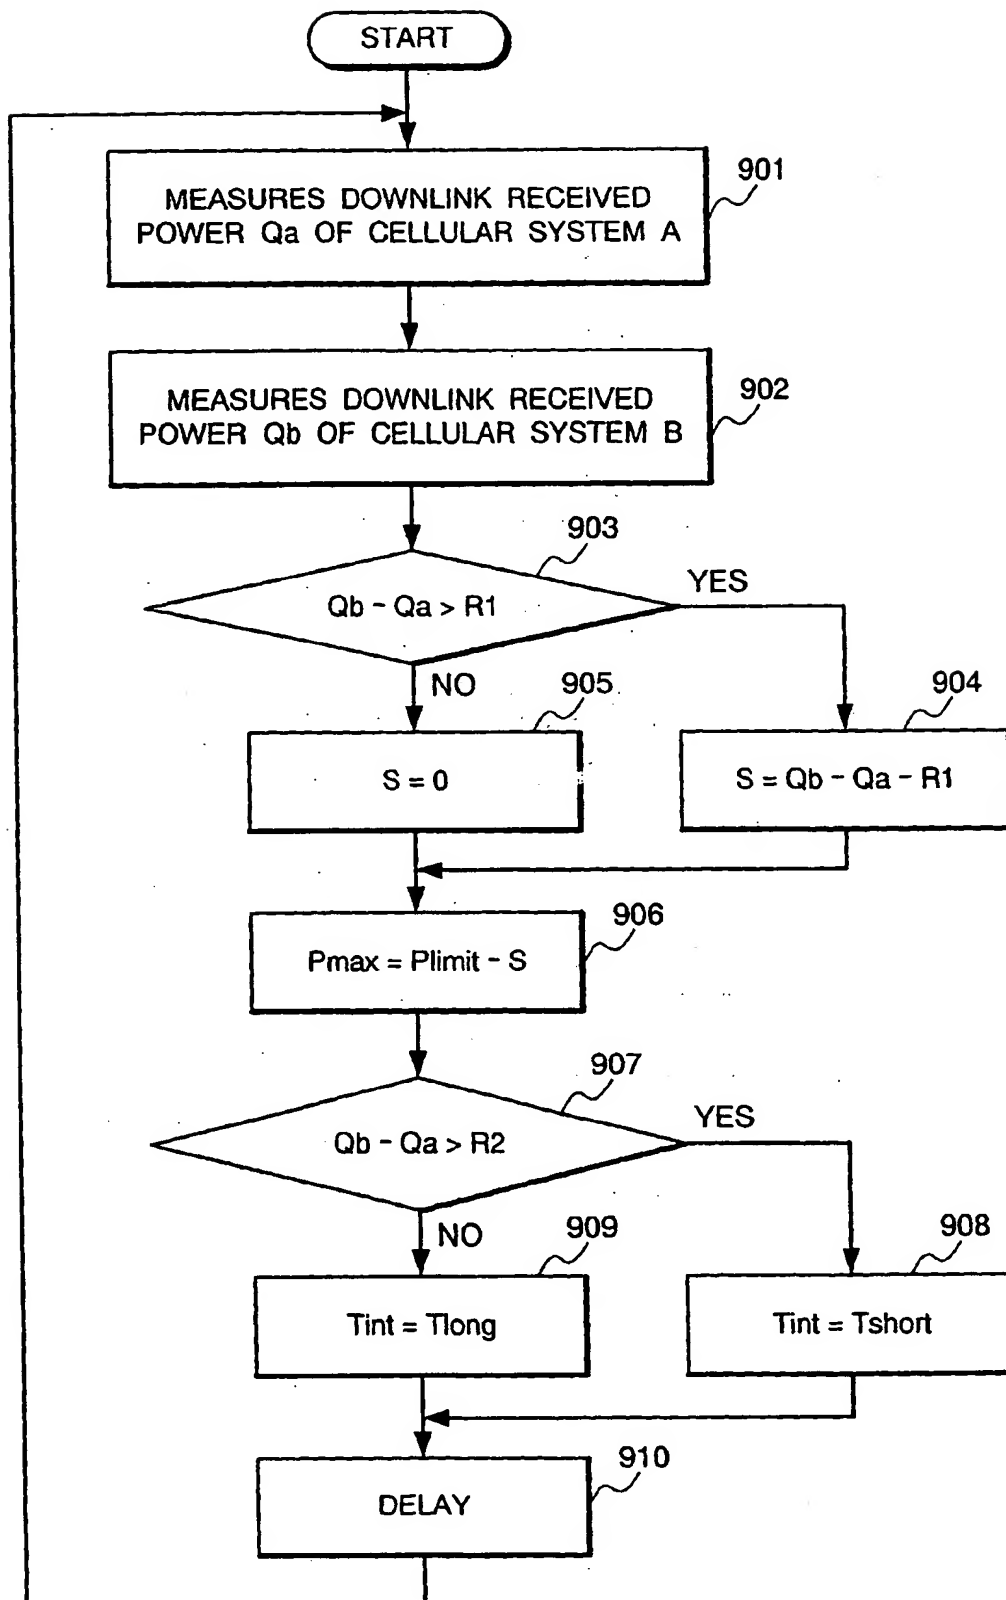 START
901
MEASURES DOWNLINK RECEIVED
POWER Qa OF CELLULAR SYSTEM A
902
MEASURES DOWNLINK RECEIVED
POWER Qb OF CELLULAR SYSTEM B
903
Qb - Qa > R1
YES
NO
905
904
S = 0
S = Qb - Qa - R1
906
Pmax = Plimit - S
907
Qb - Qa > R2
YES
NO
909
908
Tint = Tlong
Tint = Tshort
910
DELAY